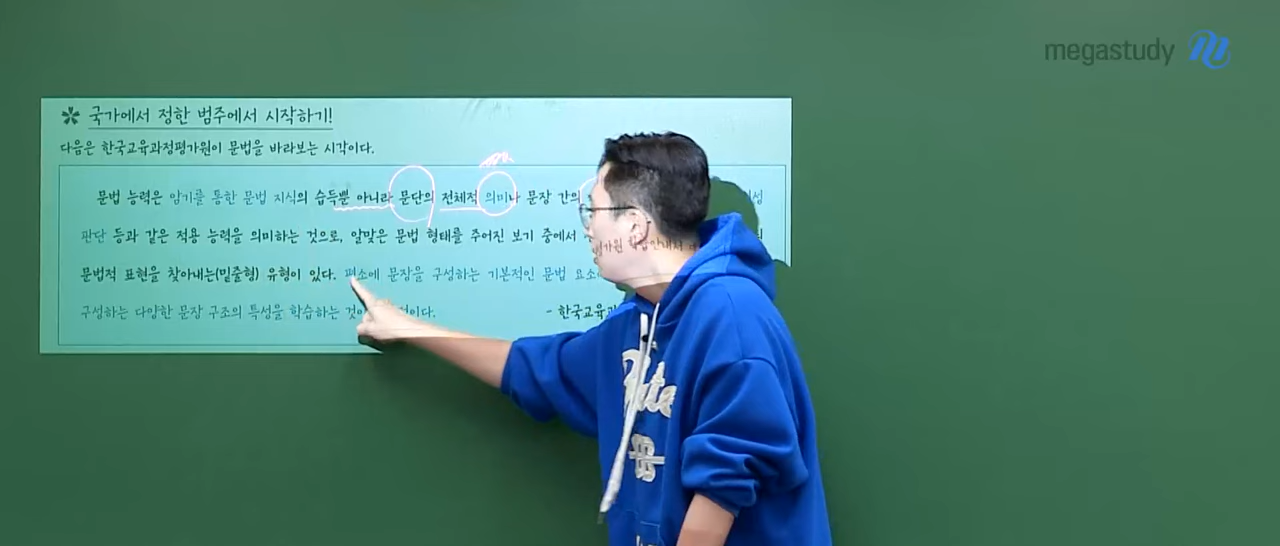 megastudy
국가에서 정한 범주에서 시작하기!
다음은 한국교육과정평가원이 문법을 바라보는 시각이다.
문법 능력은 암기를 통한 문법 지식의 습득뿐 아니라 문단의 전체적 의미나 문장 간의
판단 등과 같은 적용 능력을 의미하는 것으로, 알맞은 문법 형태를 주어진 보기 중에서
문법적 표현을 찾아내는(밑줄형) 유형이 있다. 평소에 문장을 구성하는 기본적인 문법
구성하는 다양한 문장 구조의 특성을 학습하는
- 한국교육과